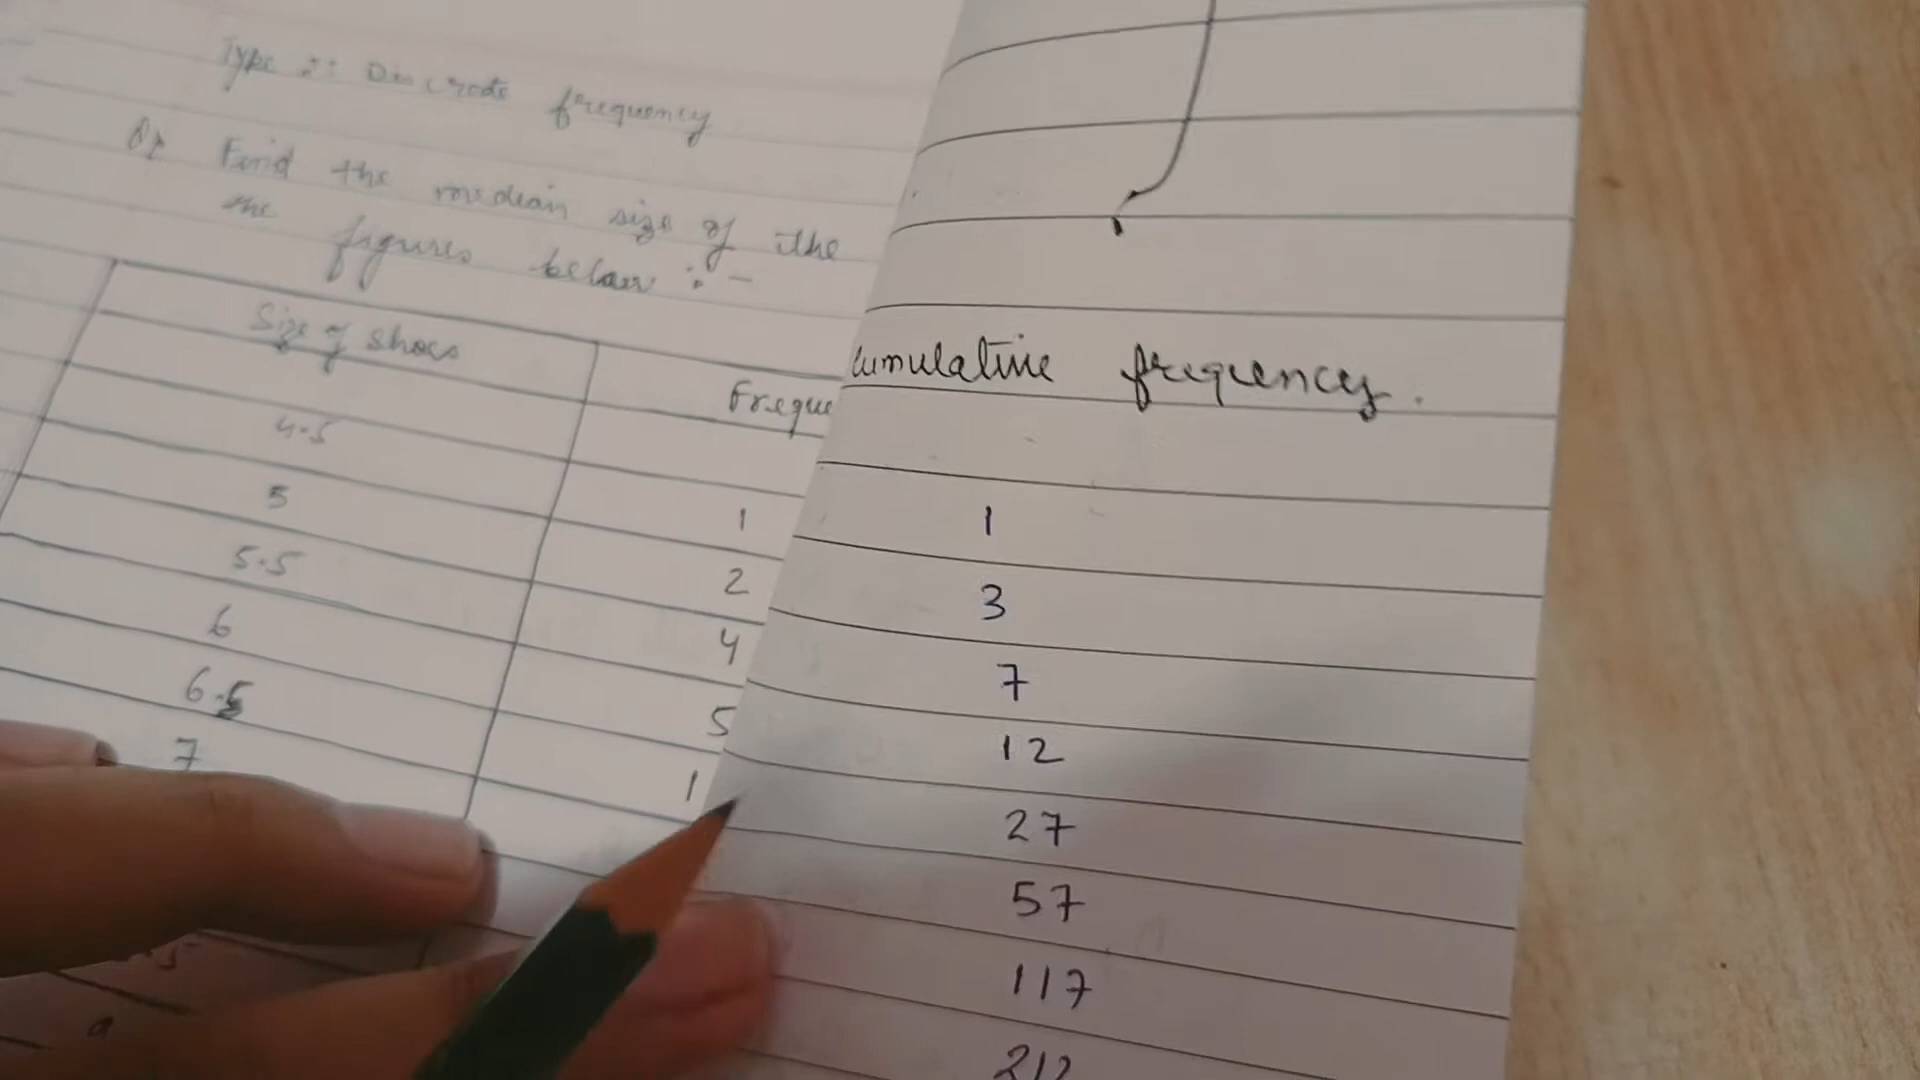 Type :: Discrete frequency
Q. Find the median size of the
the figures below :-
Size of shoes Freque
cumulative frequency.
4.5
5 1 1
5.5 2 3
6 4 7
6.5 5 12
7 1 27
57
117
212